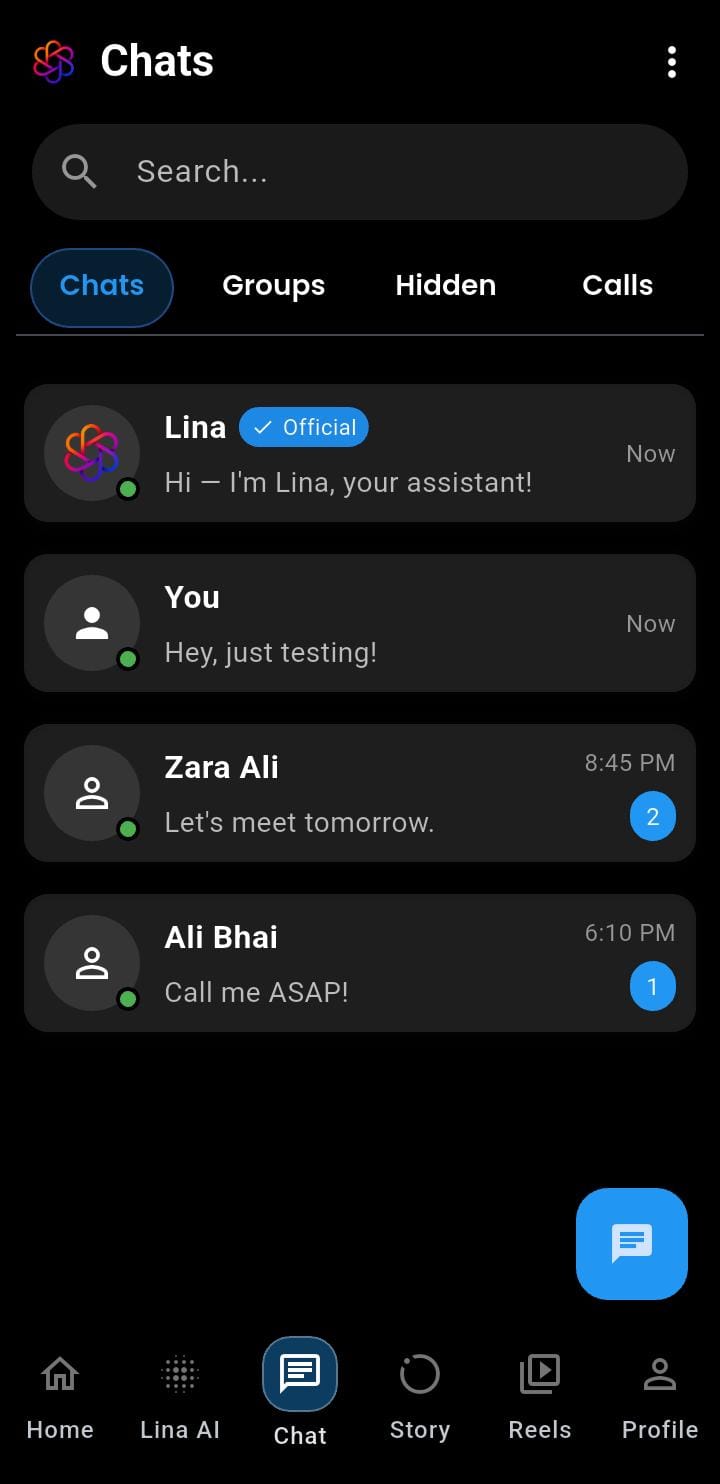 Chats
Search...
Chats Groups Hidden Calls
Lina Official
Hi — I'm Lina, your assistant!
Now
You
Hey, just testing!
Now
Zara Ali
8:45 PM
Let's meet tomorrow.
2
Ali Bhai
6:10 PM
Call me ASAP!
1
Home Lina AI Chat Story Reels Profile